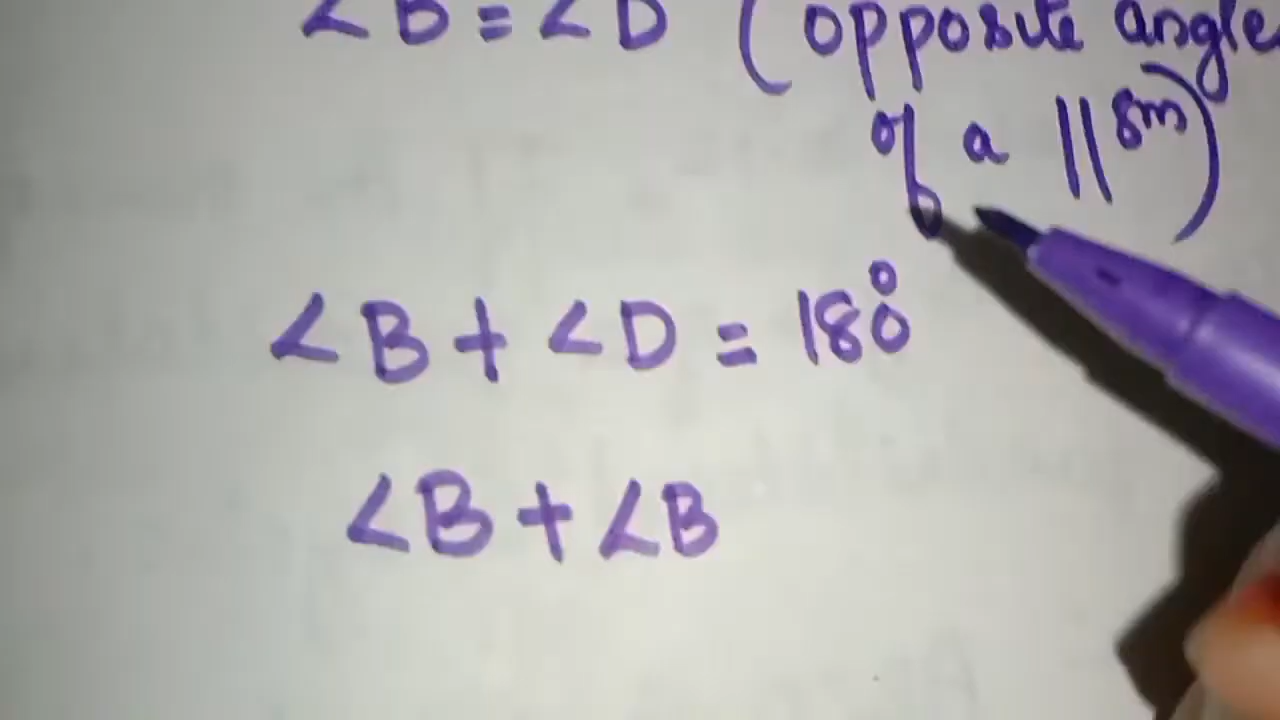 ∠B = ∠D (opposite angles
of a ||gm)
∠B + ∠D = 180°
∠B + ∠B